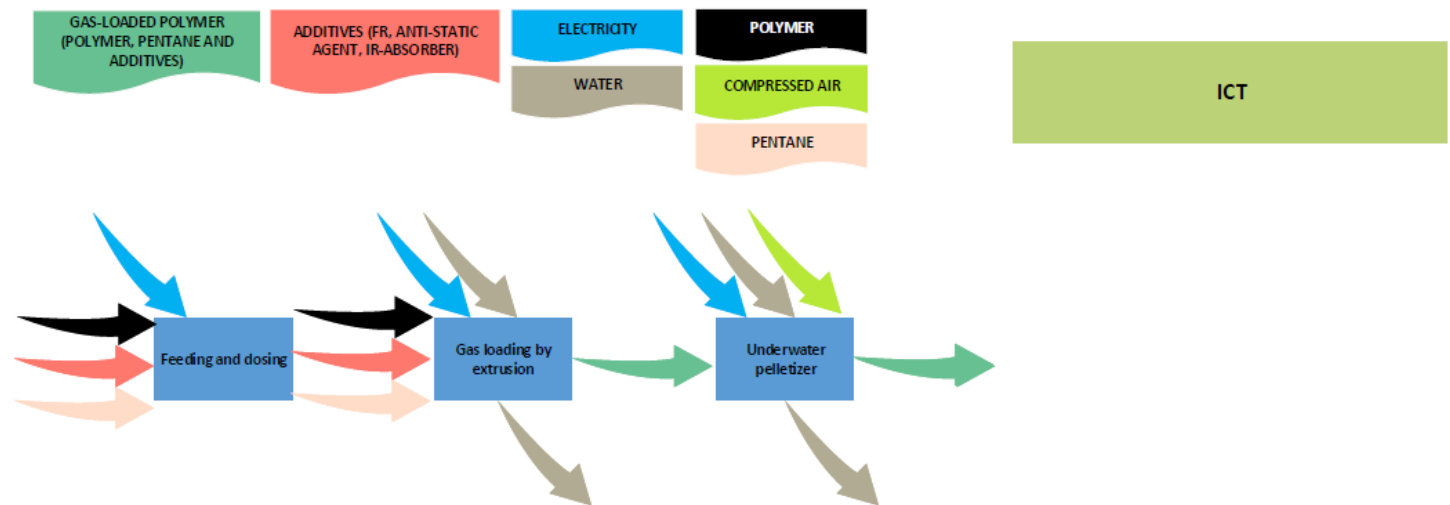 GAS-LOADED POLYMER
(POLYMER, PENTANE AND
ADDITIVES)
ADDITIVES (FR, ANTI-STATIC
AGENT, IR-ABSORBER)
ELECTRICITY
WATER
POLYMER
COMPRESSED AIR
PENTANE
ICT
Feeding and dosing
Gas loading by
extrusion
Underwater
pelletizer